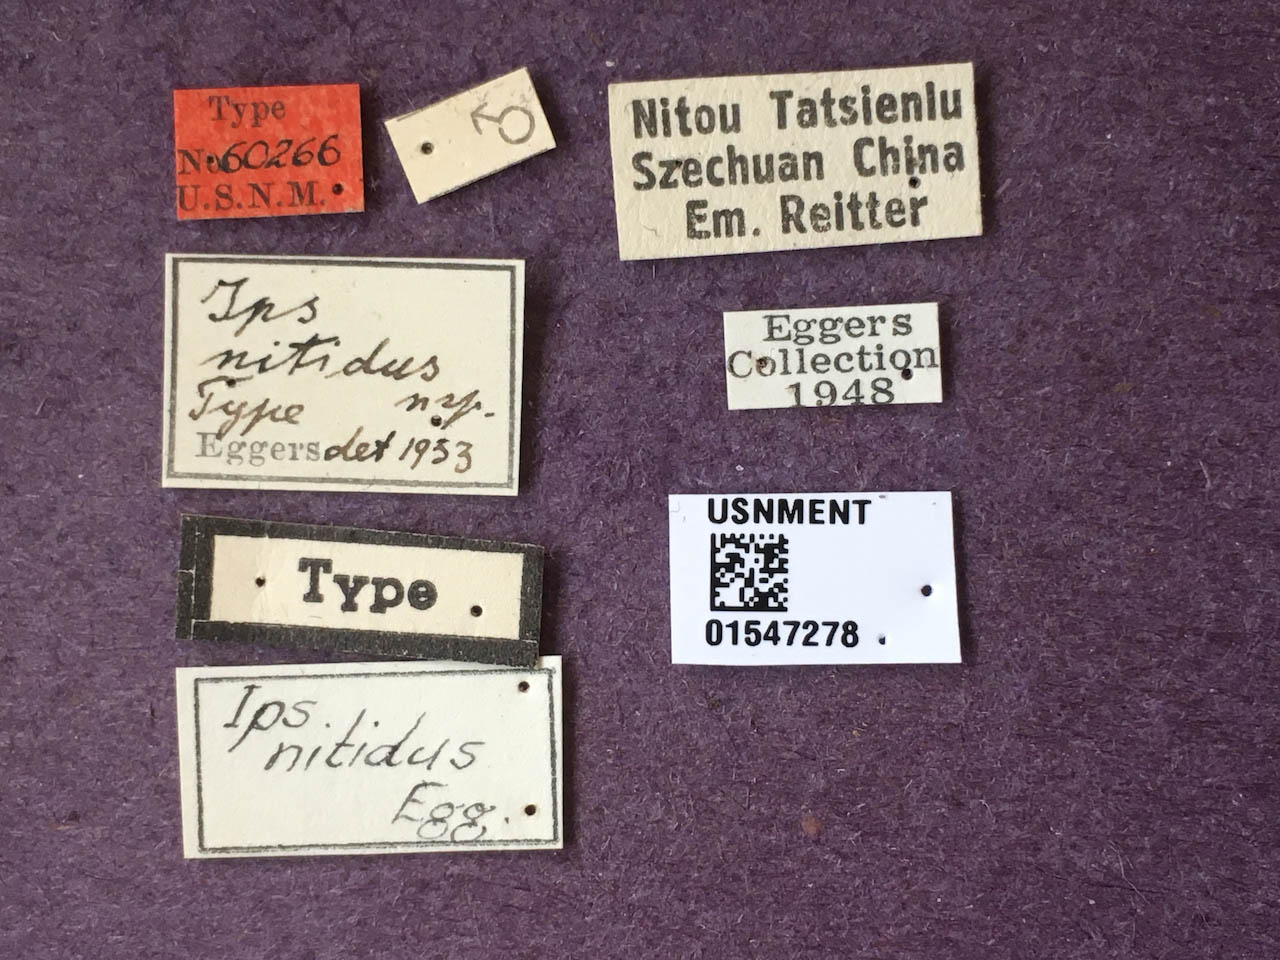 Type
No 60266
U.S.N.M.
♂
Nitou Tatsienlu
Szechuan China
Em. Reitter
Ips
nitidus
Type n.sp.
Eggers det 1933
Eggers
Collection
1948
Type
USNMENT
01547278
Ips.
nitidus
Egg.